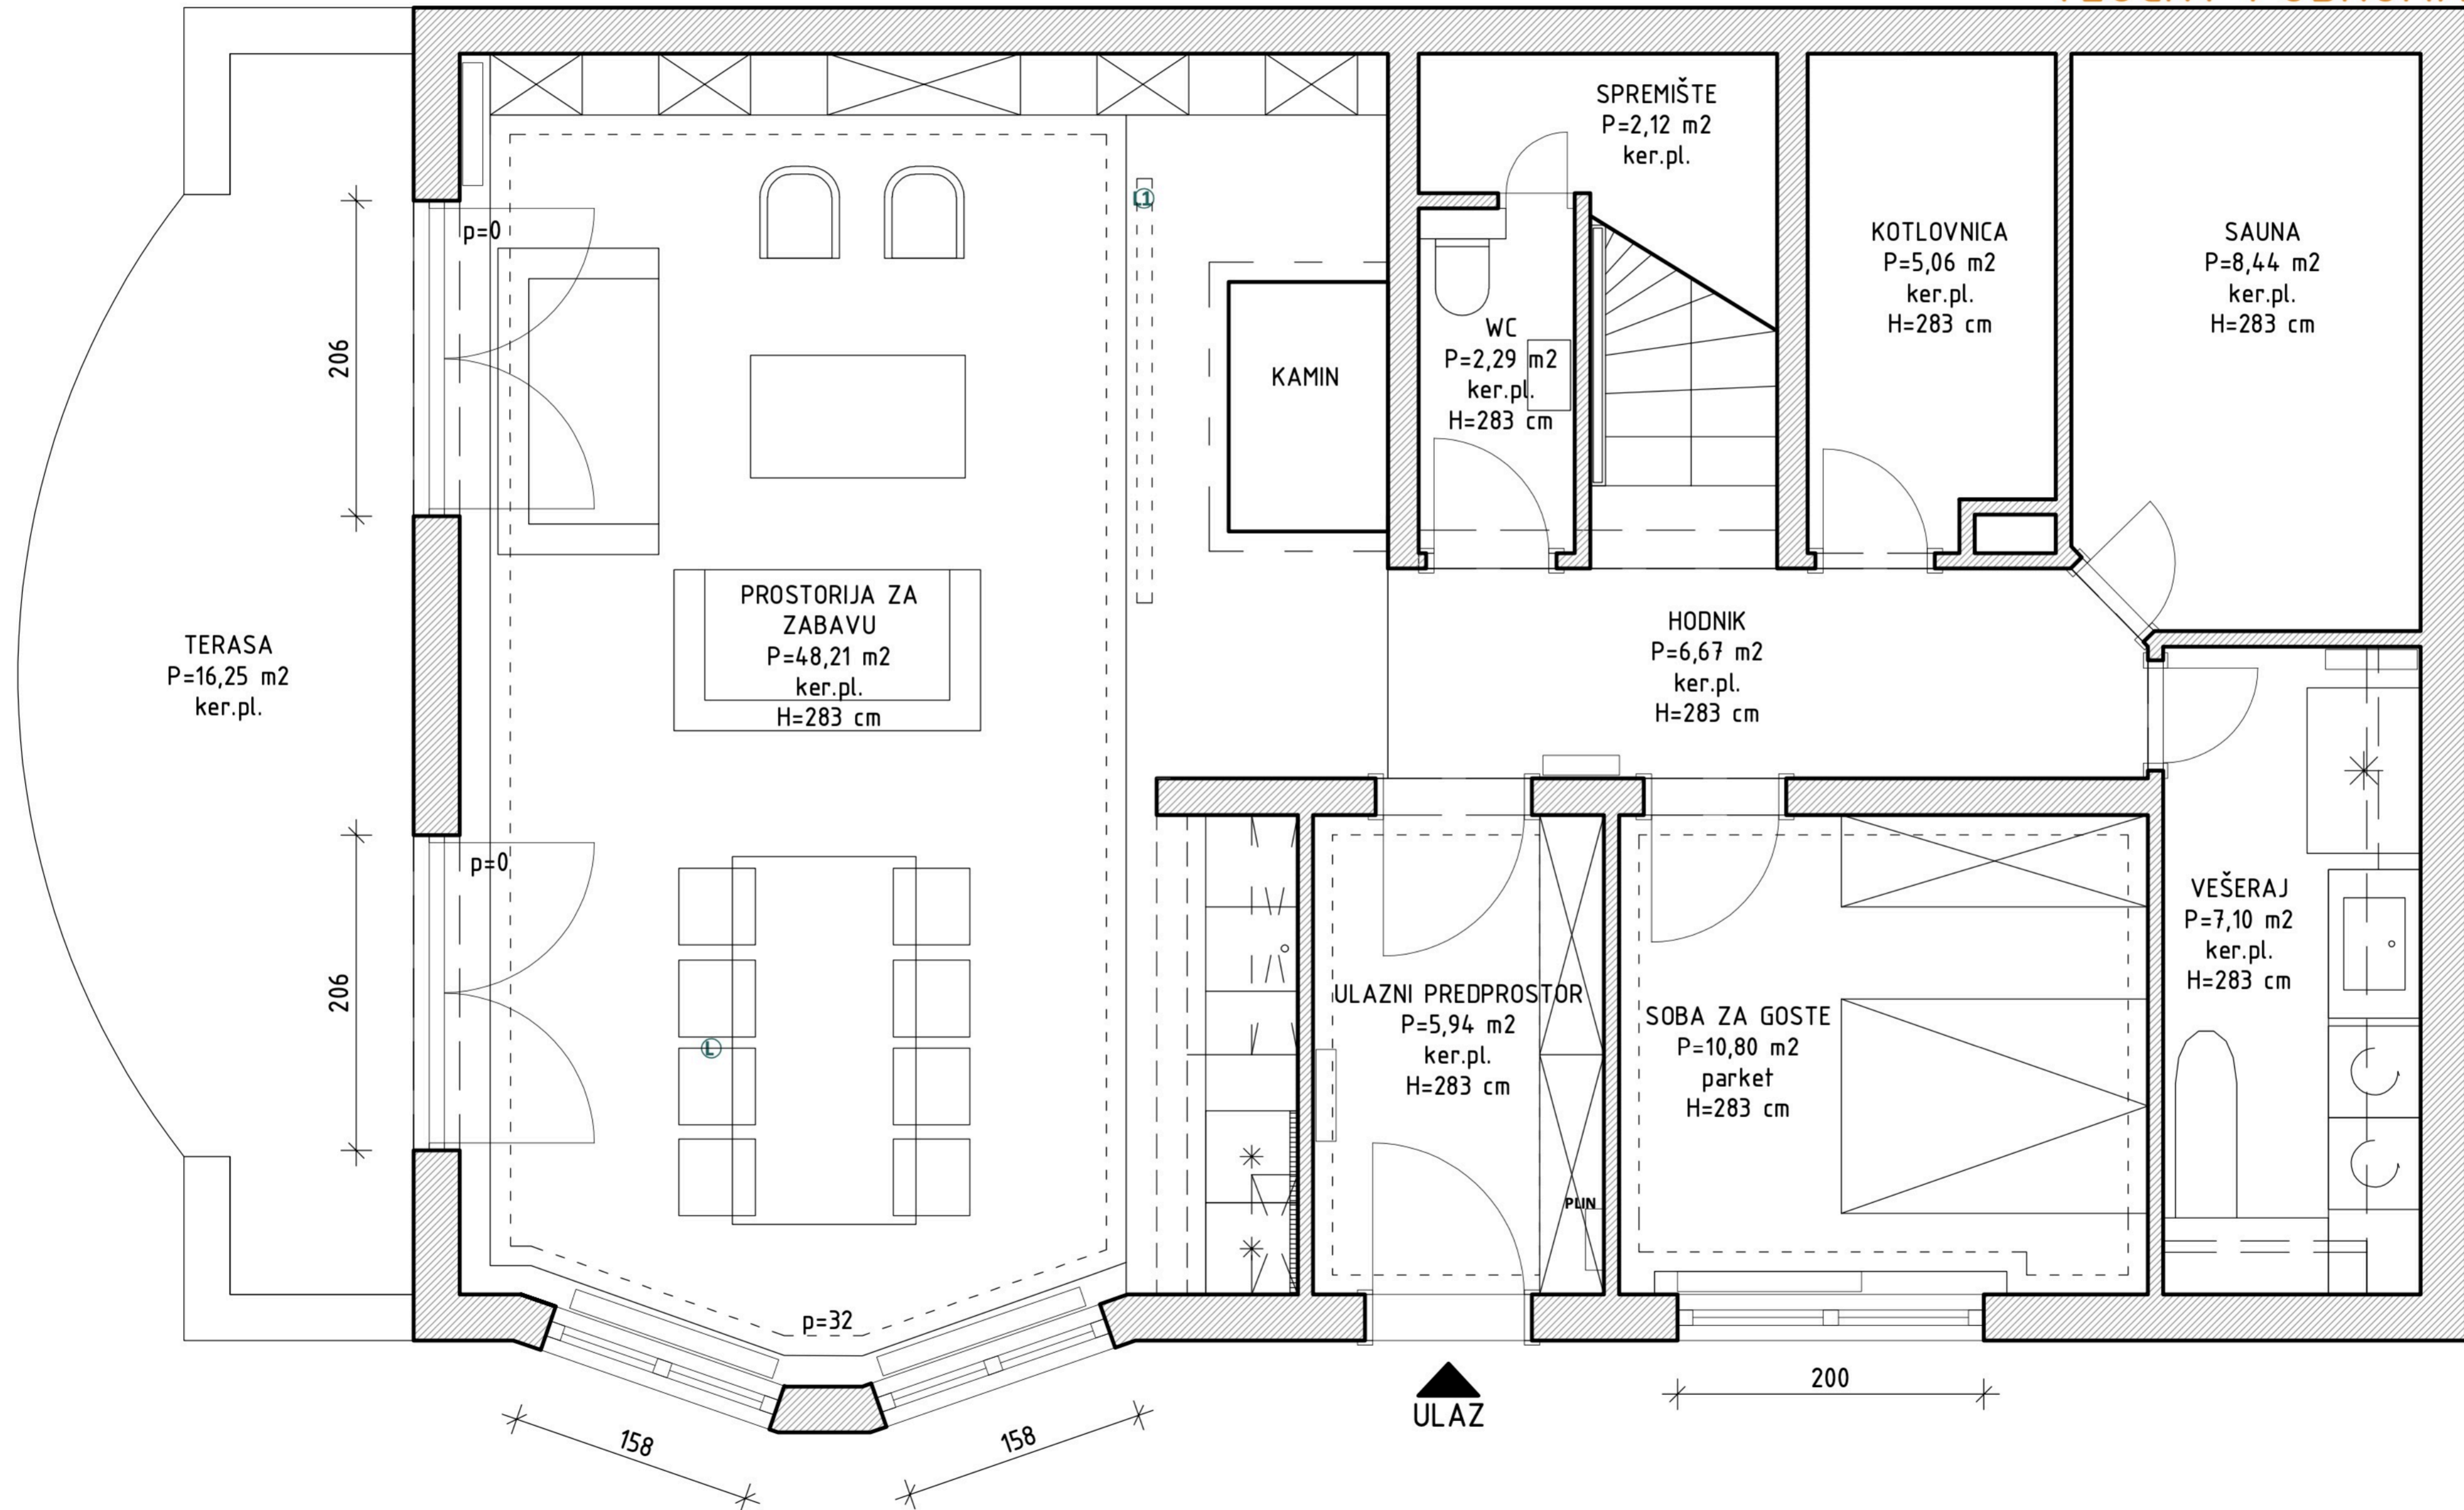 SPREMIŠTE
P=2,12 m2
ker.pl.
L1
p=0
KOTLOVNICA
P=5,06 m2
ker.pl.
H=283 cm
SAUNA
P=8,44 m2
ker.pl.
H=283 cm
WC
P=2,29 m2
ker.pl.
H=283 cm
206
KAMIN
PROSTORIJA ZA
ZABAVU
P=48,21 m2
ker.pl.
H=283 cm
TERASA
P=16,25 m2
ker.pl.
HODNIK
P=6,67 m2
ker.pl.
H=283 cm
p=0
VEŠERAJ
P=7,10 m2
ker.pl.
H=283 cm
206
L
ULAZNI PREDPROSTOR
P=5,94 m2
ker.pl.
H=283 cm
SOBA ZA GOSTE
P=10,80 m2
parket
H=283 cm
PLIN
p=32
200
ULAZ
158
158